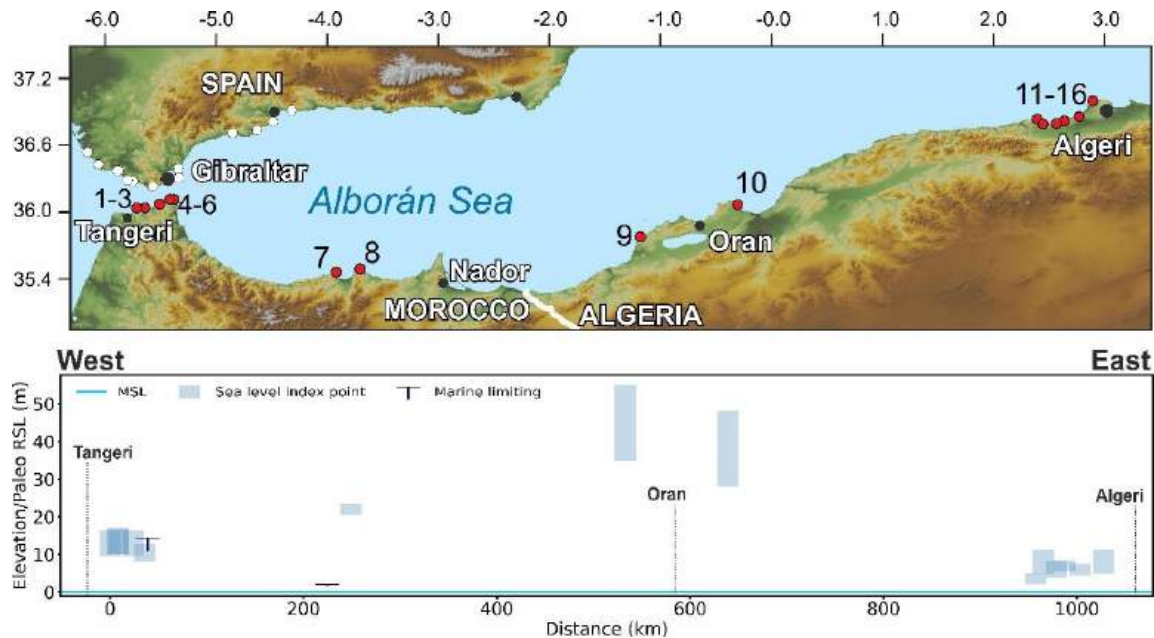 -6.0 -5.0 -4.0 -3.0 -2.0 -1.0 -0.0 1.0 2.0 3.0
37.2
36.6
36.0
35.4
SPAIN
Gibraltar
11-16
Algeri
1-3
4-6
Tangeri
Alborán Sea
10
9
Oran
7
8
Nador
MOROCCO
ALGERIA
West East
MSL Sea level index point Marine limiting
Elevation/Paleo RSL (m)
50
40
30
20
10
0
Tangeri
Oran
Algeri
0 200 400 600 800 1000
Distance (km)